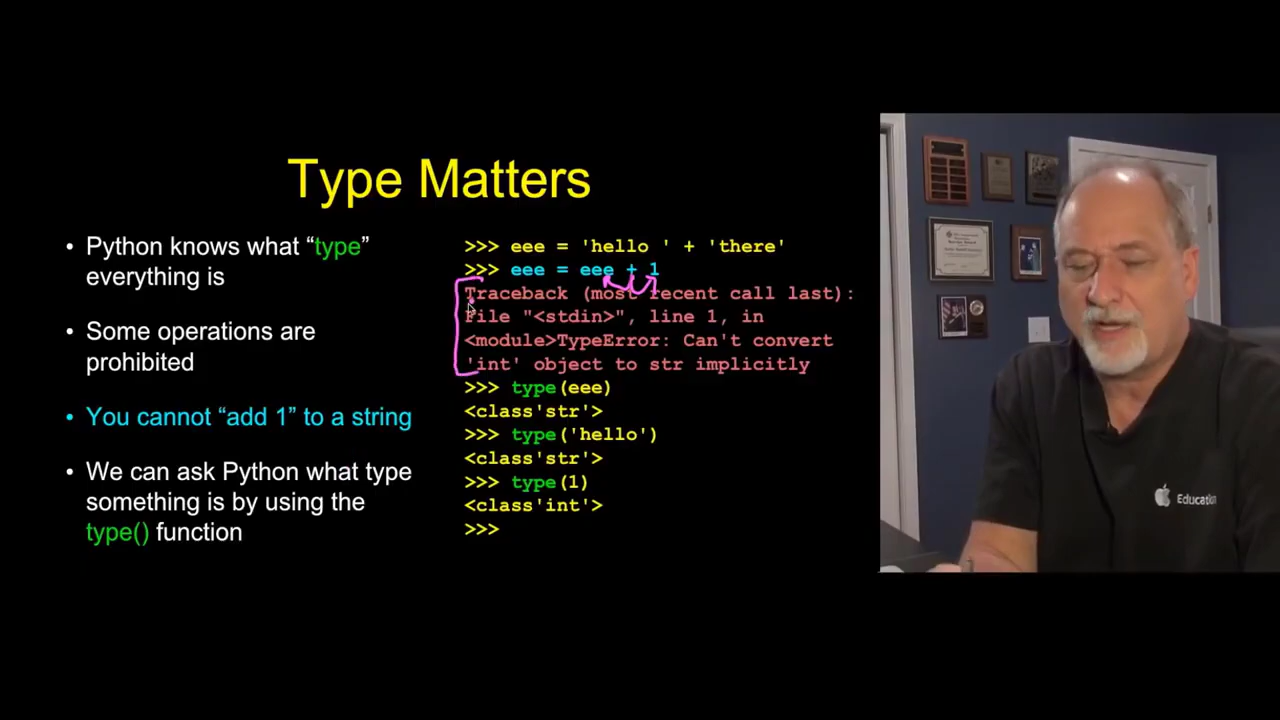 Type Matters
• Python knows what “type”
everything is
• Some operations are
prohibited
• You cannot “add 1” to a string
• We can ask Python what type
something is by using the
type() function
>>> eee = 'hello ' + 'there'
>>> eee = eee + 1
Traceback (most recent call last):
File "<stdin>", line 1, in
<module>TypeError: Can't convert
'int' object to str implicitly
>>> type(eee)
<class'str'>
>>> type('hello')
<class'str'>
>>> type(1)
<class'int'>
>>>
Education